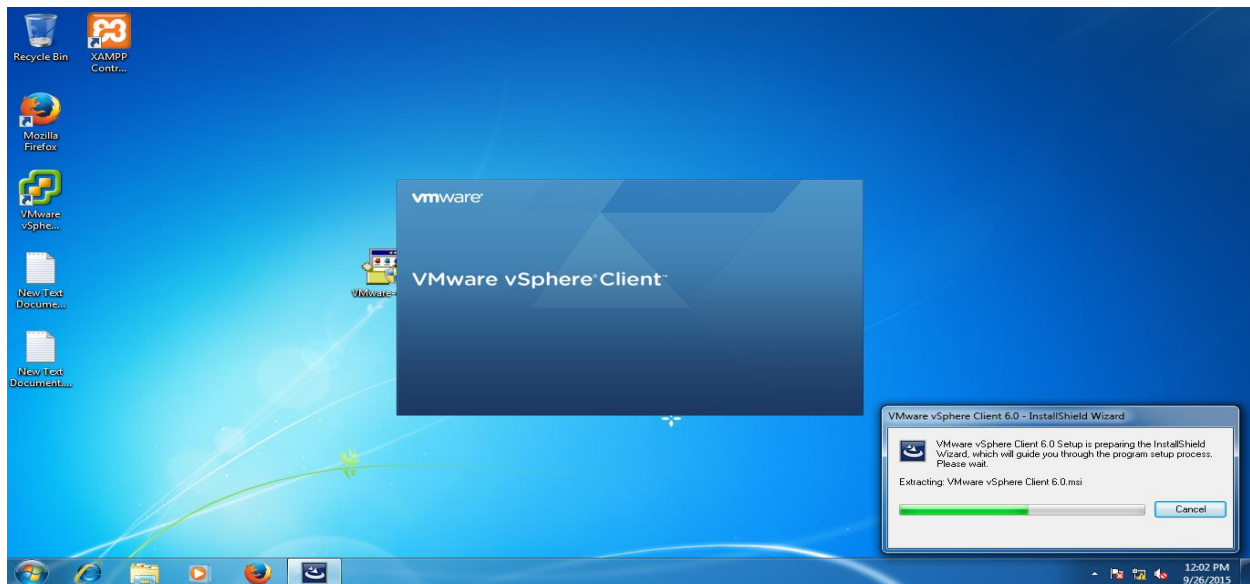 Recycle Bin
XAMPP
Contr...
Mozilla
Firefox
VMware
vSphe...
New Text
Docume...
New Text
Document....
VMware-
vmware®
VMware vSphere® Client™
VMware vSphere Client 6.0 - InstallShield Wizard
VMware vSphere Client 6.0 Setup is preparing the InstallShield
Wizard, which will guide you through the program setup process.
Please wait.
Extracting: VMware vSphere Client 6.0.msi
Cancel
12:02 PM
9/26/2015